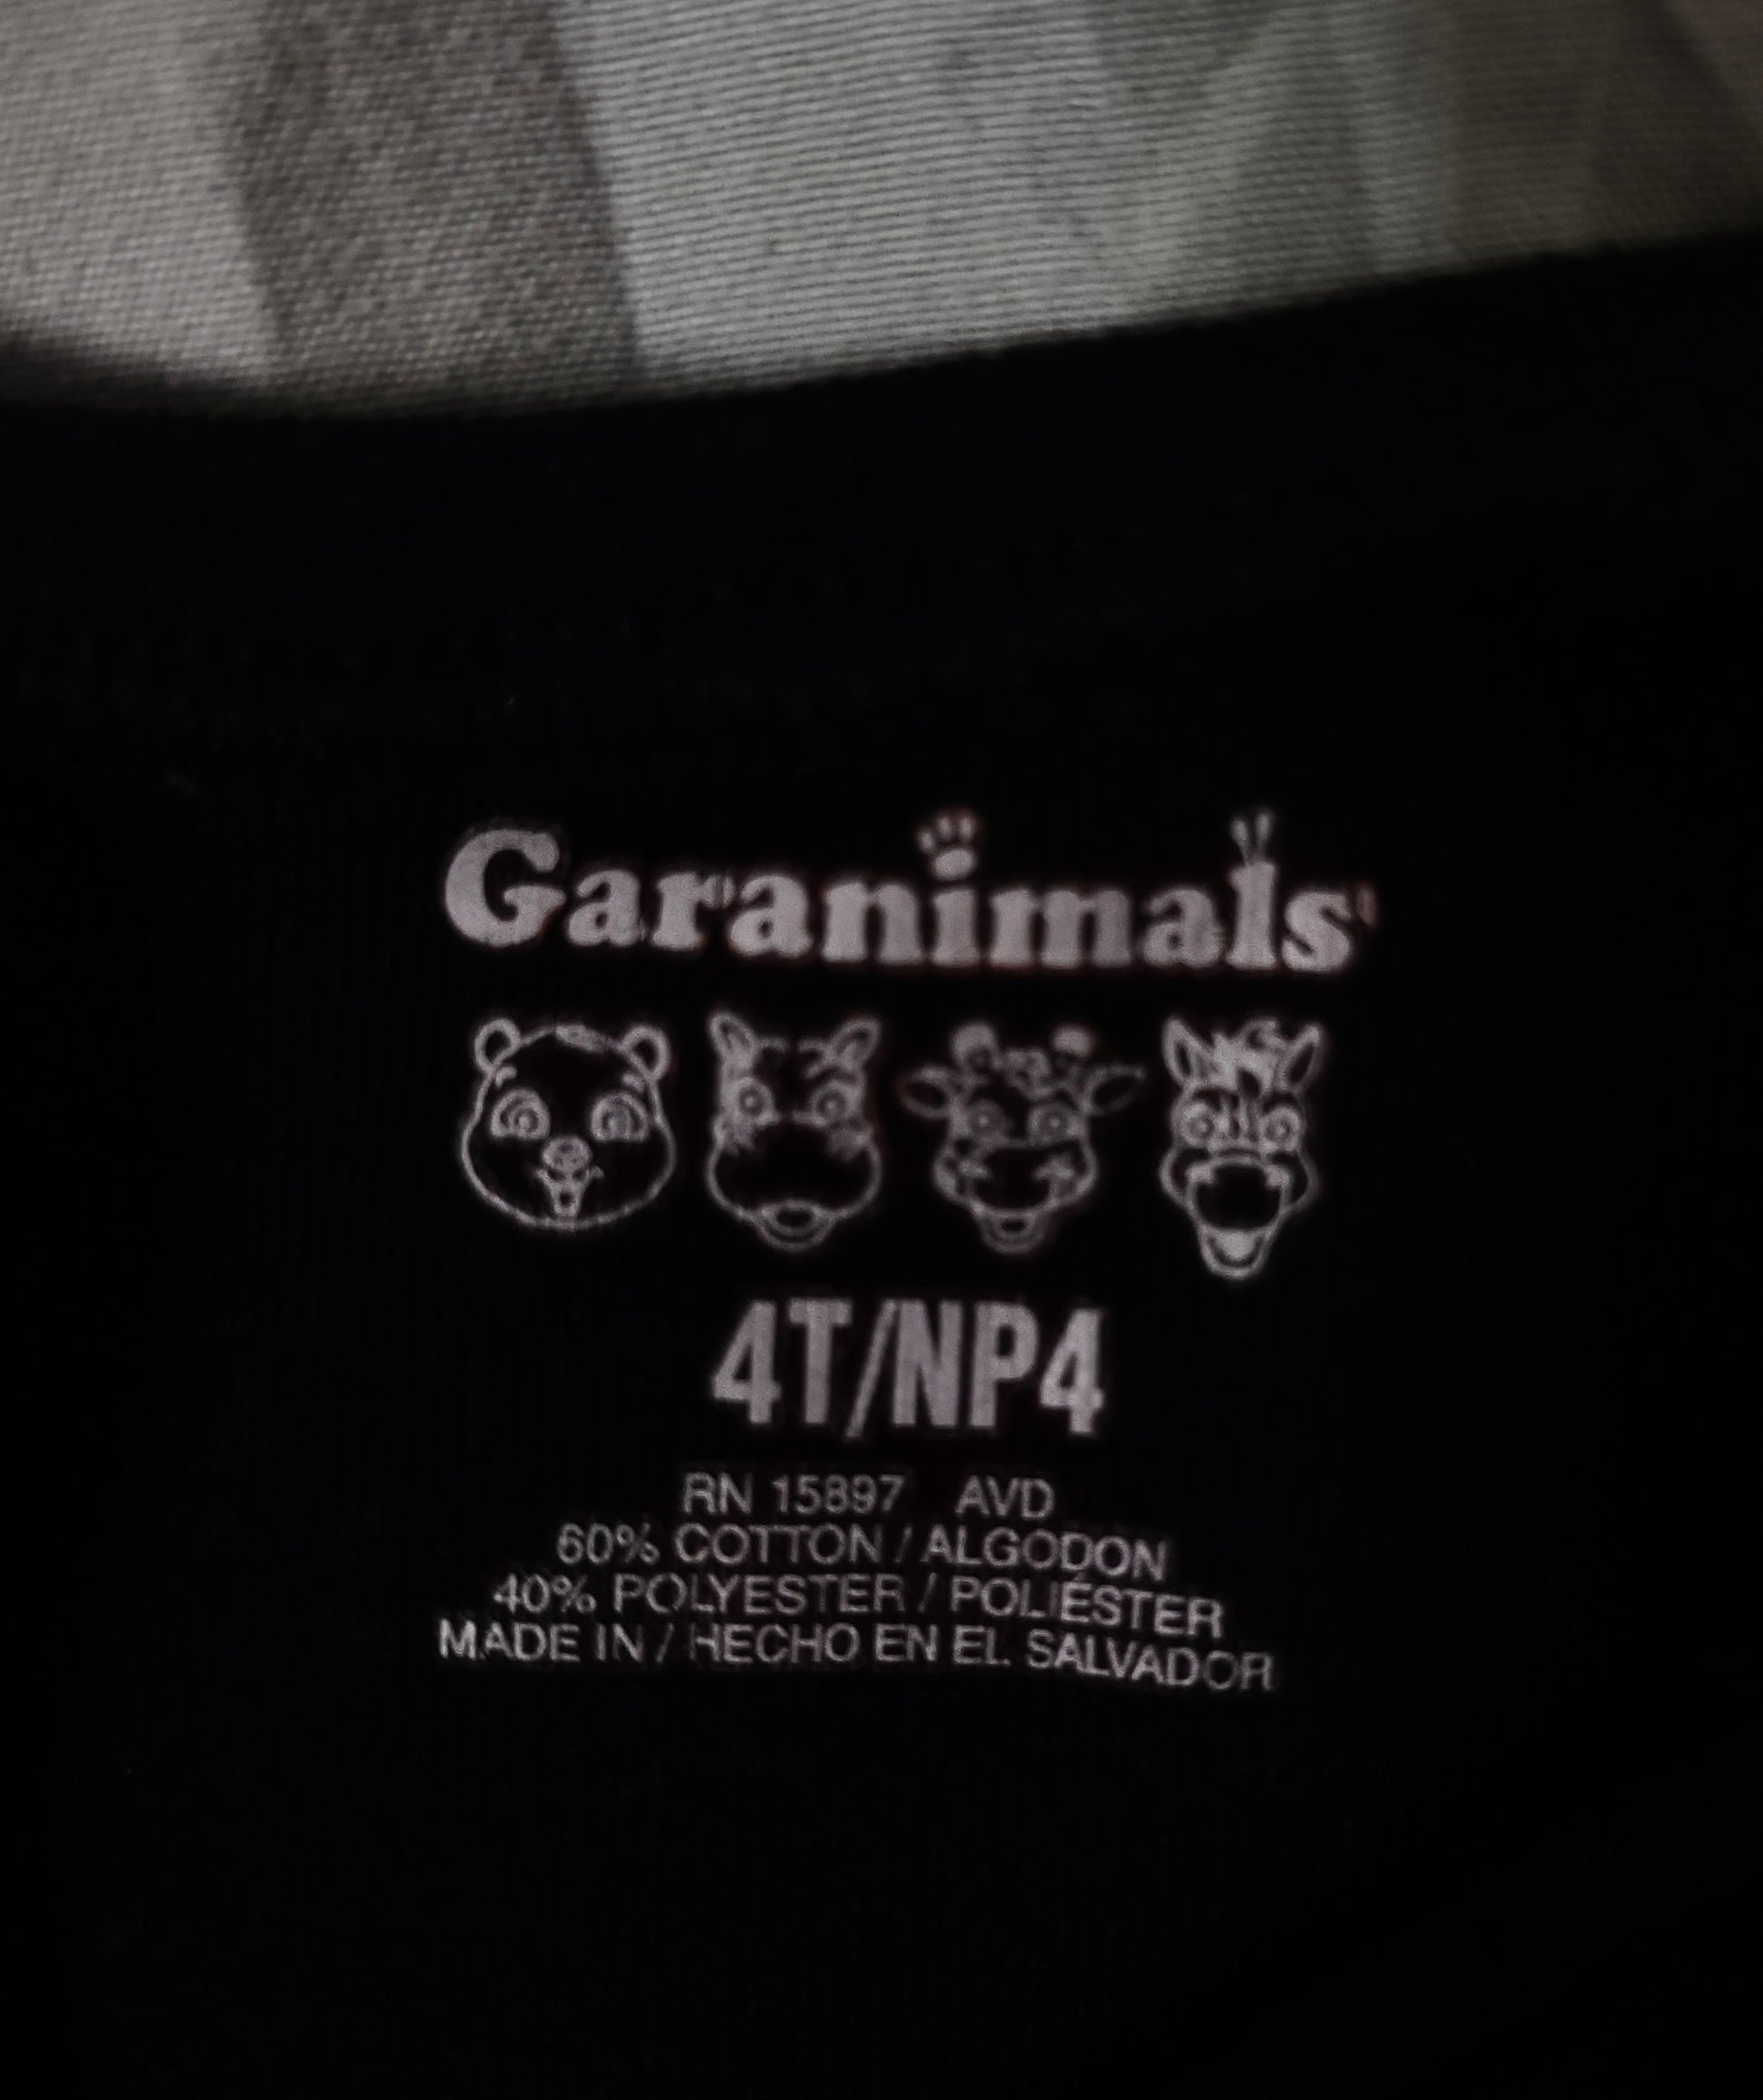 Garanimals
4T/NP4
RN 15897 AVD
60% COTTON / ALGODON
40% POLYESTER / POLIÉSTER
MADE IN / HECHO EN EL SALVADOR